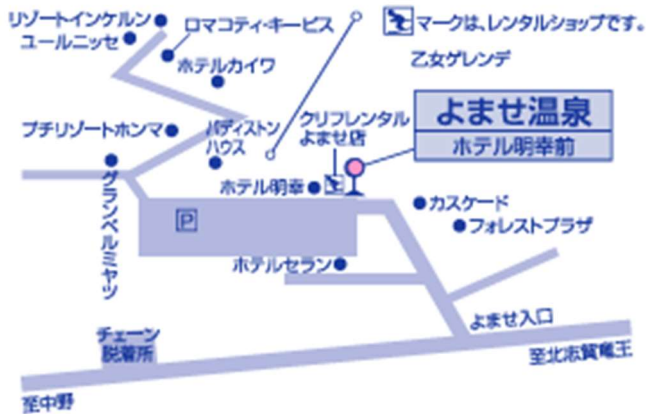 リゾートインケルン
ユールニッセ
ロマコティ・キービス
マークは、レンタルショップです。
乙女ゲレンデ
ホテルカイワ
プチリゾートホンマ
パディストン
ハウス
クリフレンタル
よませ店
よませ温泉
ホテル明幸前
ホテル明幸
カスケード
フォレストプラザ
グランベルミヤツ
P
ホテルセラン
チェーン
脱着所
よませ入口
至北志賀竜王
至中野